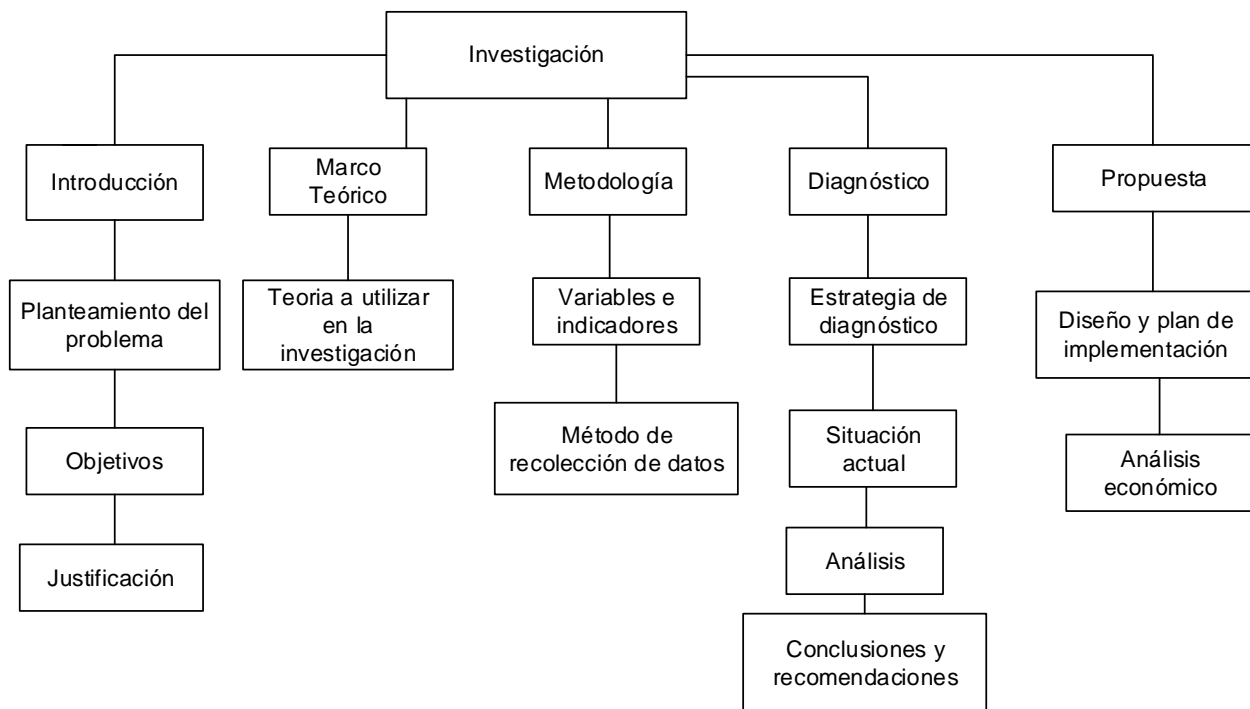 Investigación
Introducción
Marco
Teórico
Metodología
Diagnóstico
Propuesta
Planteamiento del
problema
Teoria a utilizar
en la
investigación
Variables e
indicadores
Estrategia de
diagnóstico
Diseño y plan de
implementación
Objetivos
Método de
recolección de datos
Situación
actual
Análisis
económico
Justificación
Análisis
Conclusiones y
recomendaciones